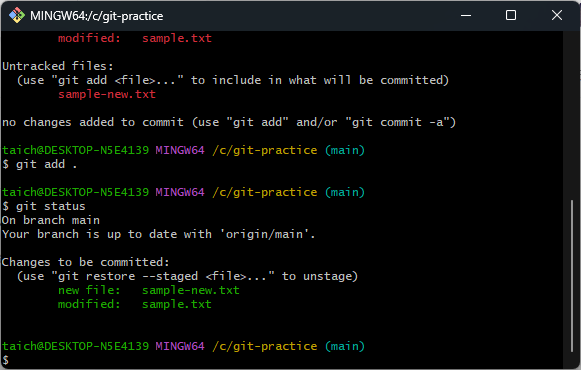 MINGW64:/c/git-practice
modified: sample.txt
Untracked files:
(use "git add <file>..." to include in what will be committed)
sample-new.txt
no changes added to commit (use "git add" and/or "git commit -a")
taich@DESKTOP-N5E4139 MINGW64 /c/git-practice (main)
$ git add .
taich@DESKTOP-N5E4139 MINGW64 /c/git-practice (main)
$ git status
On branch main
Your branch is up to date with 'origin/main'.
Changes to be committed:
(use "git restore --staged <file>..." to unstage)
new file: sample-new.txt
modified: sample.txt
taich@DESKTOP-N5E4139 MINGW64 /c/git-practice (main)
$